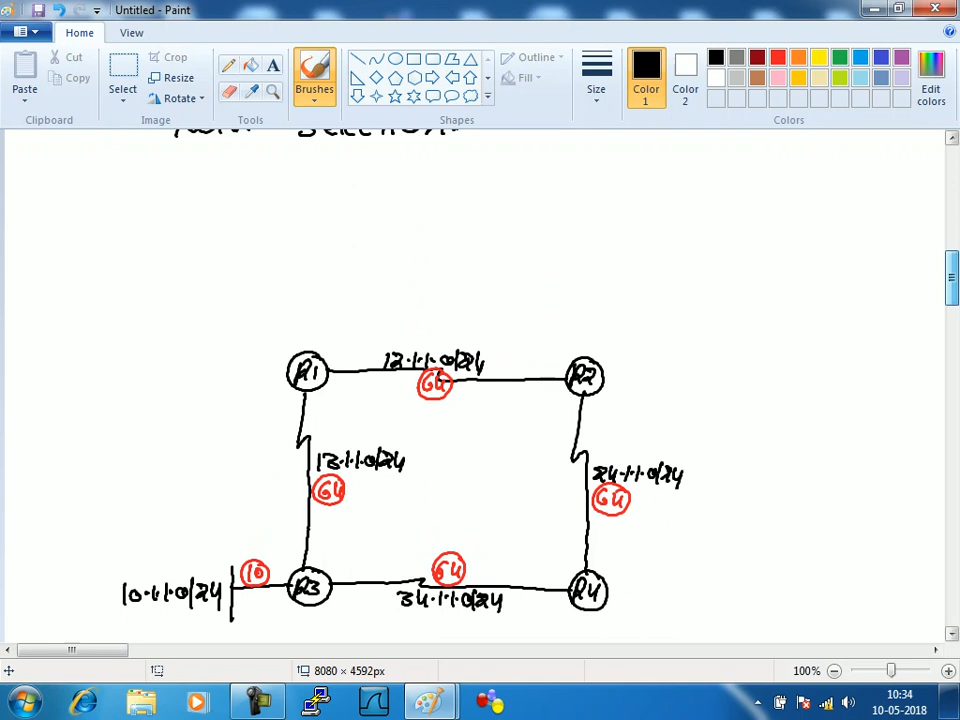 Untitled - Paint
Home View
Paste
Cut
Copy
Clipboard
Select
Crop
Resize
Rotate
Image
A
Tools
Brushes
Outline
Fill
Shapes
Size
Color 1
Color 2
Edit colors
Colors
R1 12.1.1.0/24 R2
64
13.1.1.0/24
64
24.1.1.0/24
64
10.1.1.0/24
10
R3
64
34.1.1.0/24
R4
8080 × 4592px
100%
10:34
10-05-2018